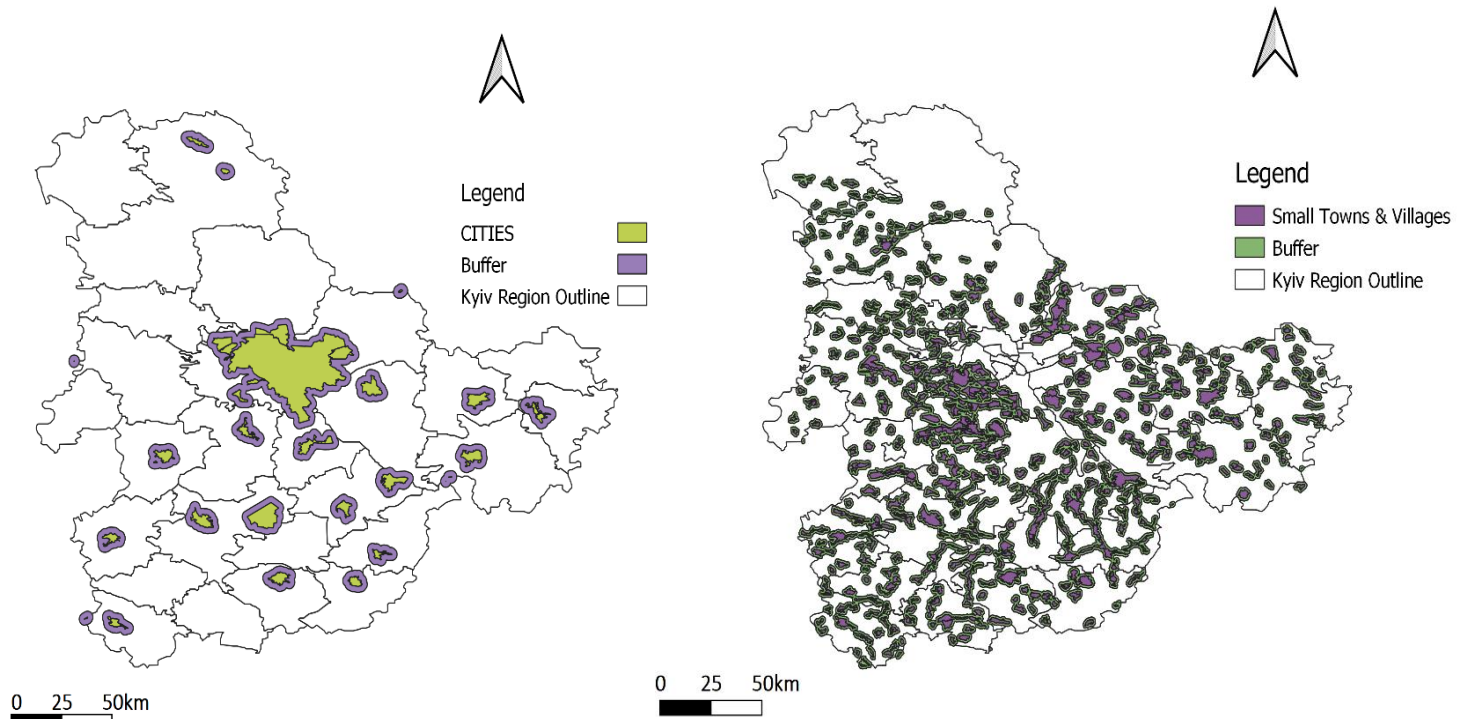 Legend
CITIES
Buffer
Kyiv Region Outline
0 25 50km
Legend
Small Towns & Villages
Buffer
Kyiv Region Outline
0 25 50km